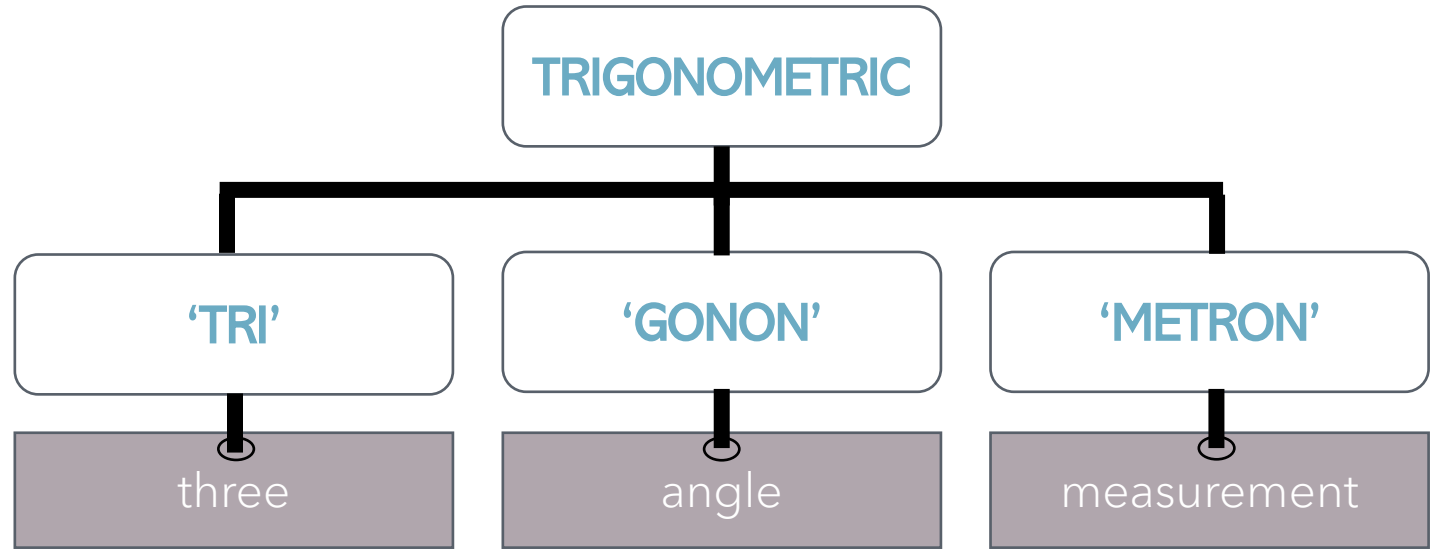 TRIGONOMETRIC
‘TRI’
‘GONON’
‘METRON’
three
angle
measurement